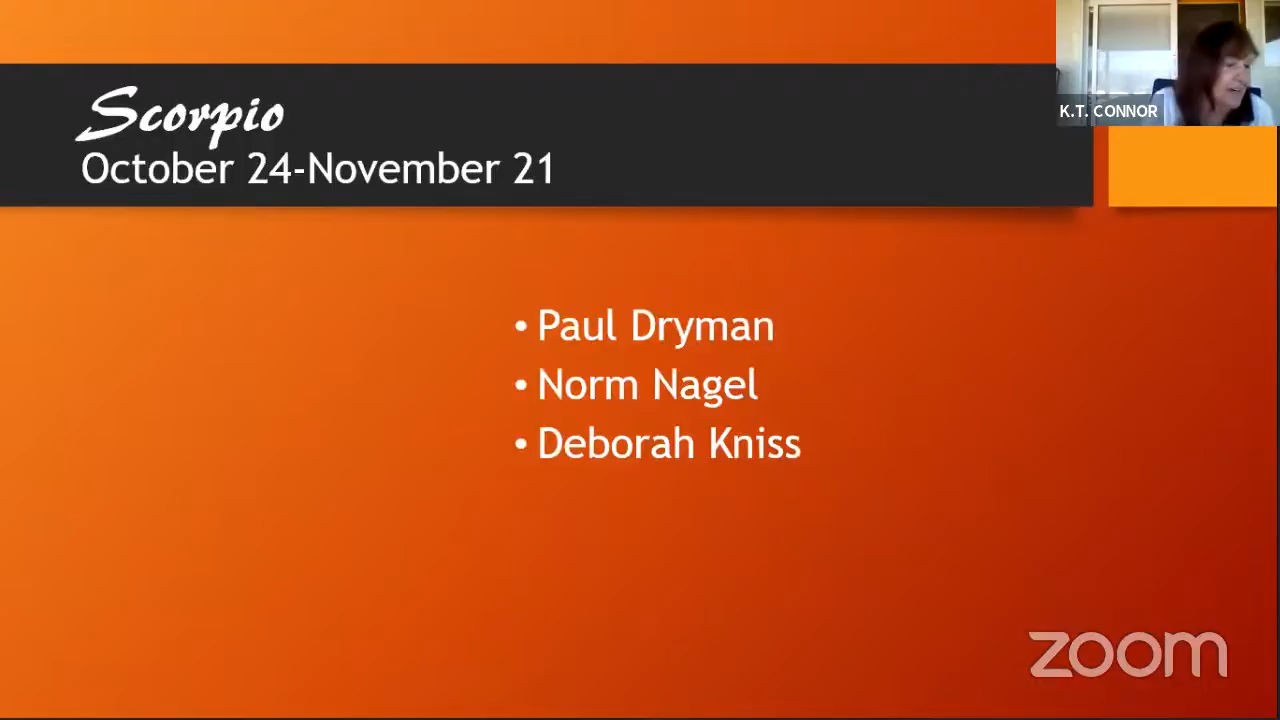 Scorpio
October 24-November 21
K.T. CONNOR
• Paul Dryman
• Norm Nagel
• Deborah Kniss
zoom